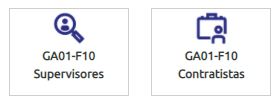 GA01-F10
Supervisores
GA01-F10
Contratistas